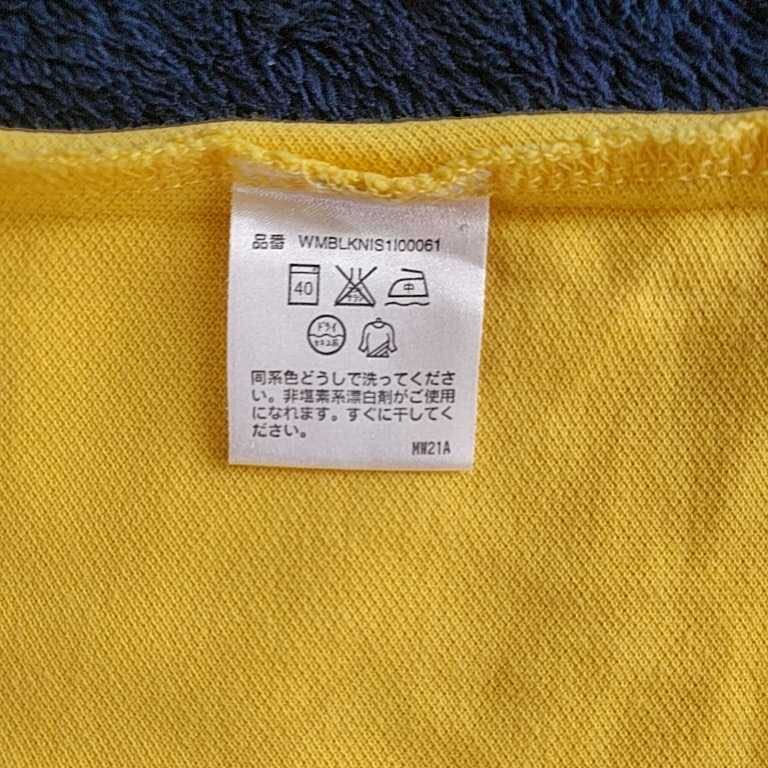 品番 WMBLKNIS1I00061
40 中
ドライ
セキユ系
同系色どうしで洗ってくださ
い。非塩素系漂白剤がご使用
になれます。すぐに干してく
ださい。
MW21A